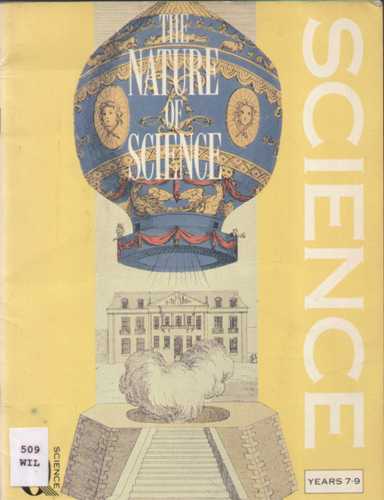 THE
NATURE
OF
SCIENCE
SCIENCE
YEARS 7-9
509
WIL
SCIENCE